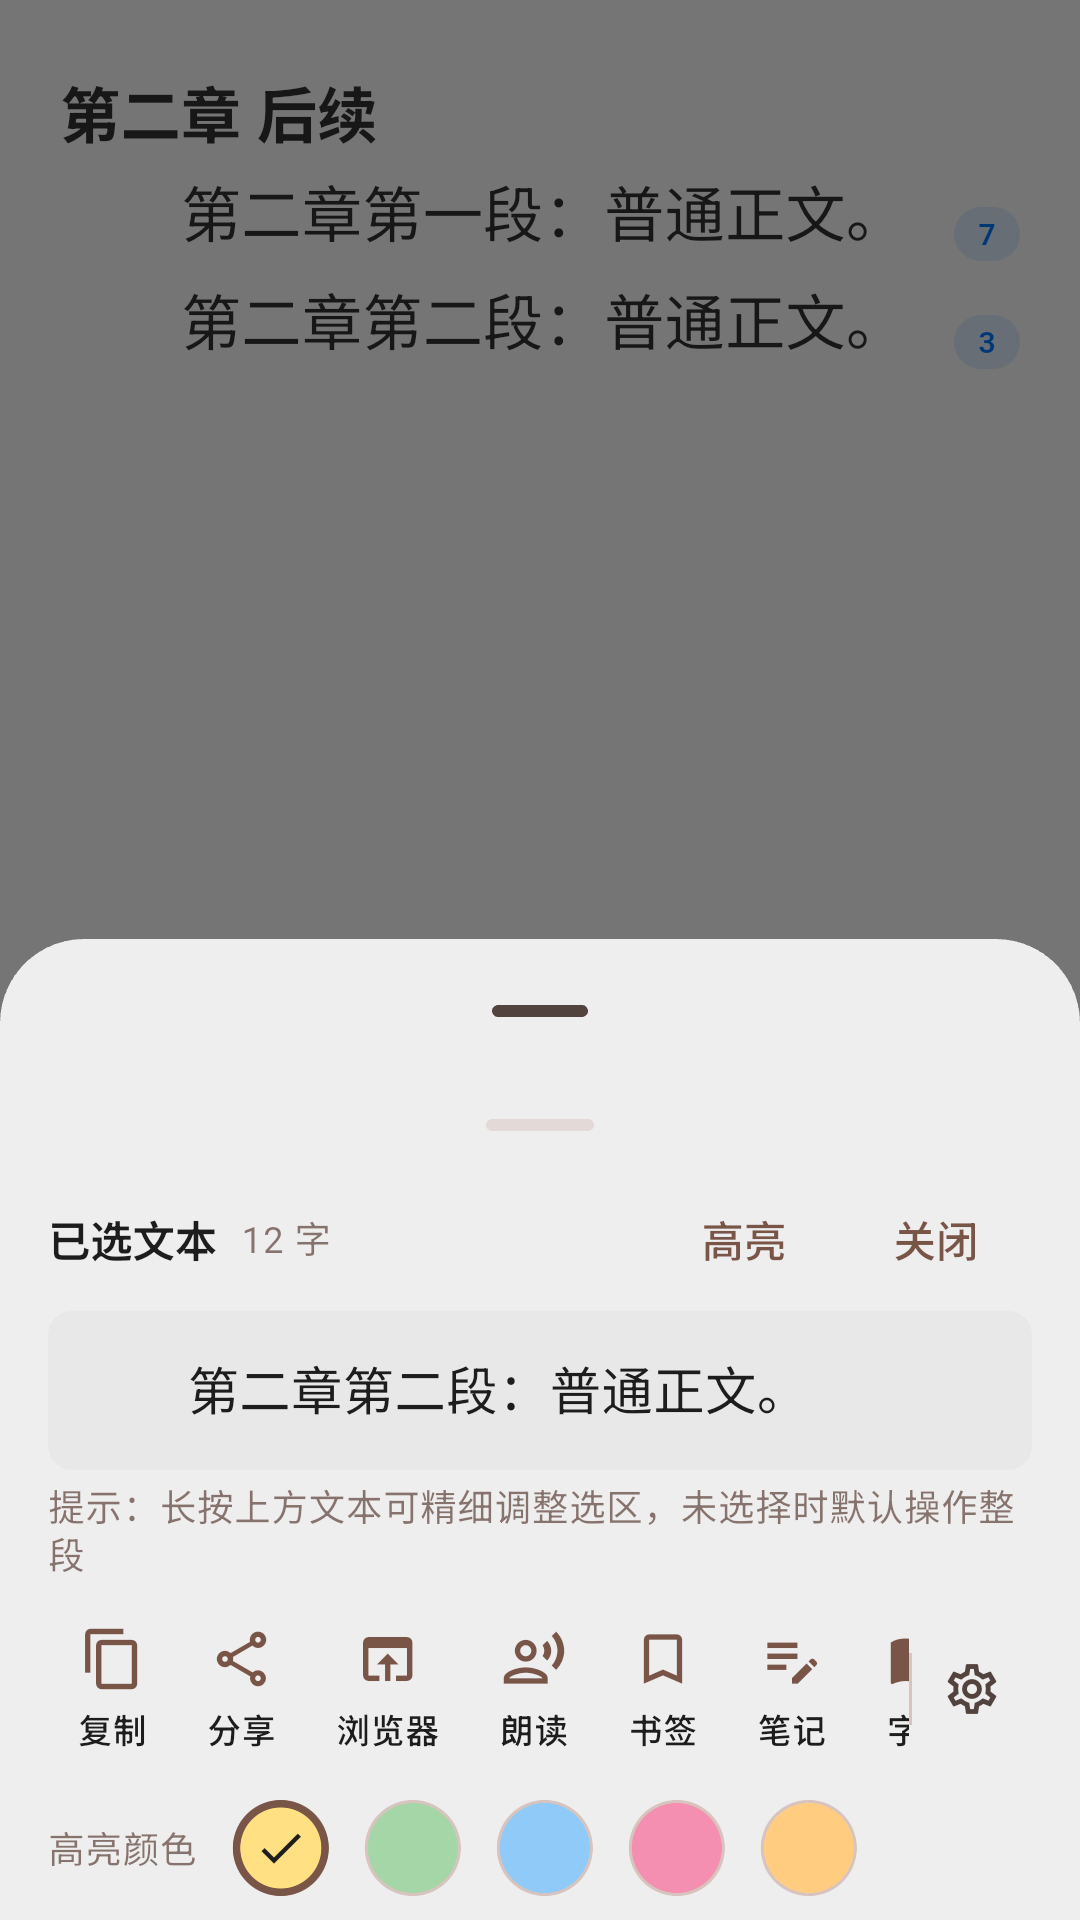 第二章 后续
第二章第一段：普通正文。
7
第二章第二段：普通正文。
3
已选文本 12 字 高亮 关闭
第二章第二段：普通正文。
提示：长按上方文本可精细调整选区，未选择时默认操作整
段
复制 分享 浏览器 朗读 书签 笔记 字
高亮颜色